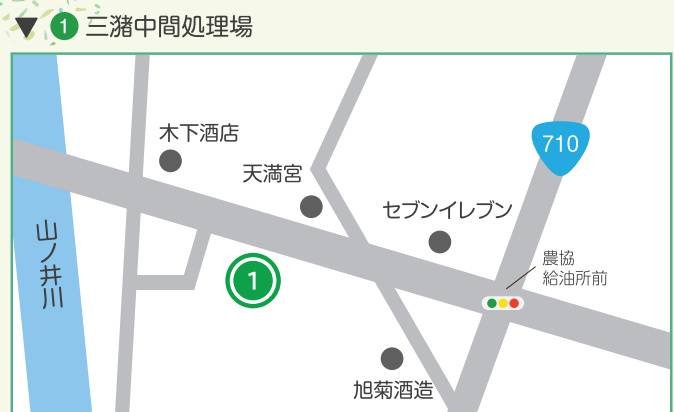 ▼ 1 三潴中間処理場
木下酒店
天満宮
710
セブンイレブン
山ノ井川
農協
給油所前
1
旭菊酒造